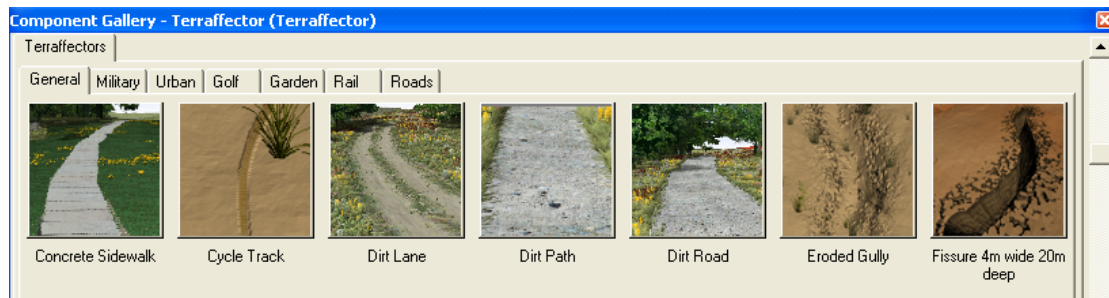 Component Gallery - Terraffector (Terraffector)
Terraffectors
General Military Urban Golf Garden Rail Roads
Concrete Sidewalk Cycle Track Dirt Lane Dirt Path Dirt Road Eroded Gully Fissure 4m wide 20m
deep